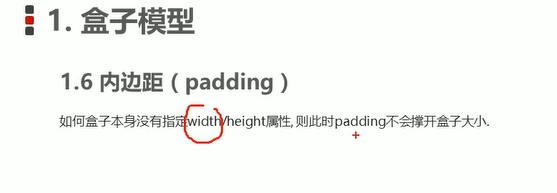 1. 盒子模型
1.6 内边距（padding）
如何盒子本身没有指定width/height属性, 则此时padding不会撑开盒子大小.